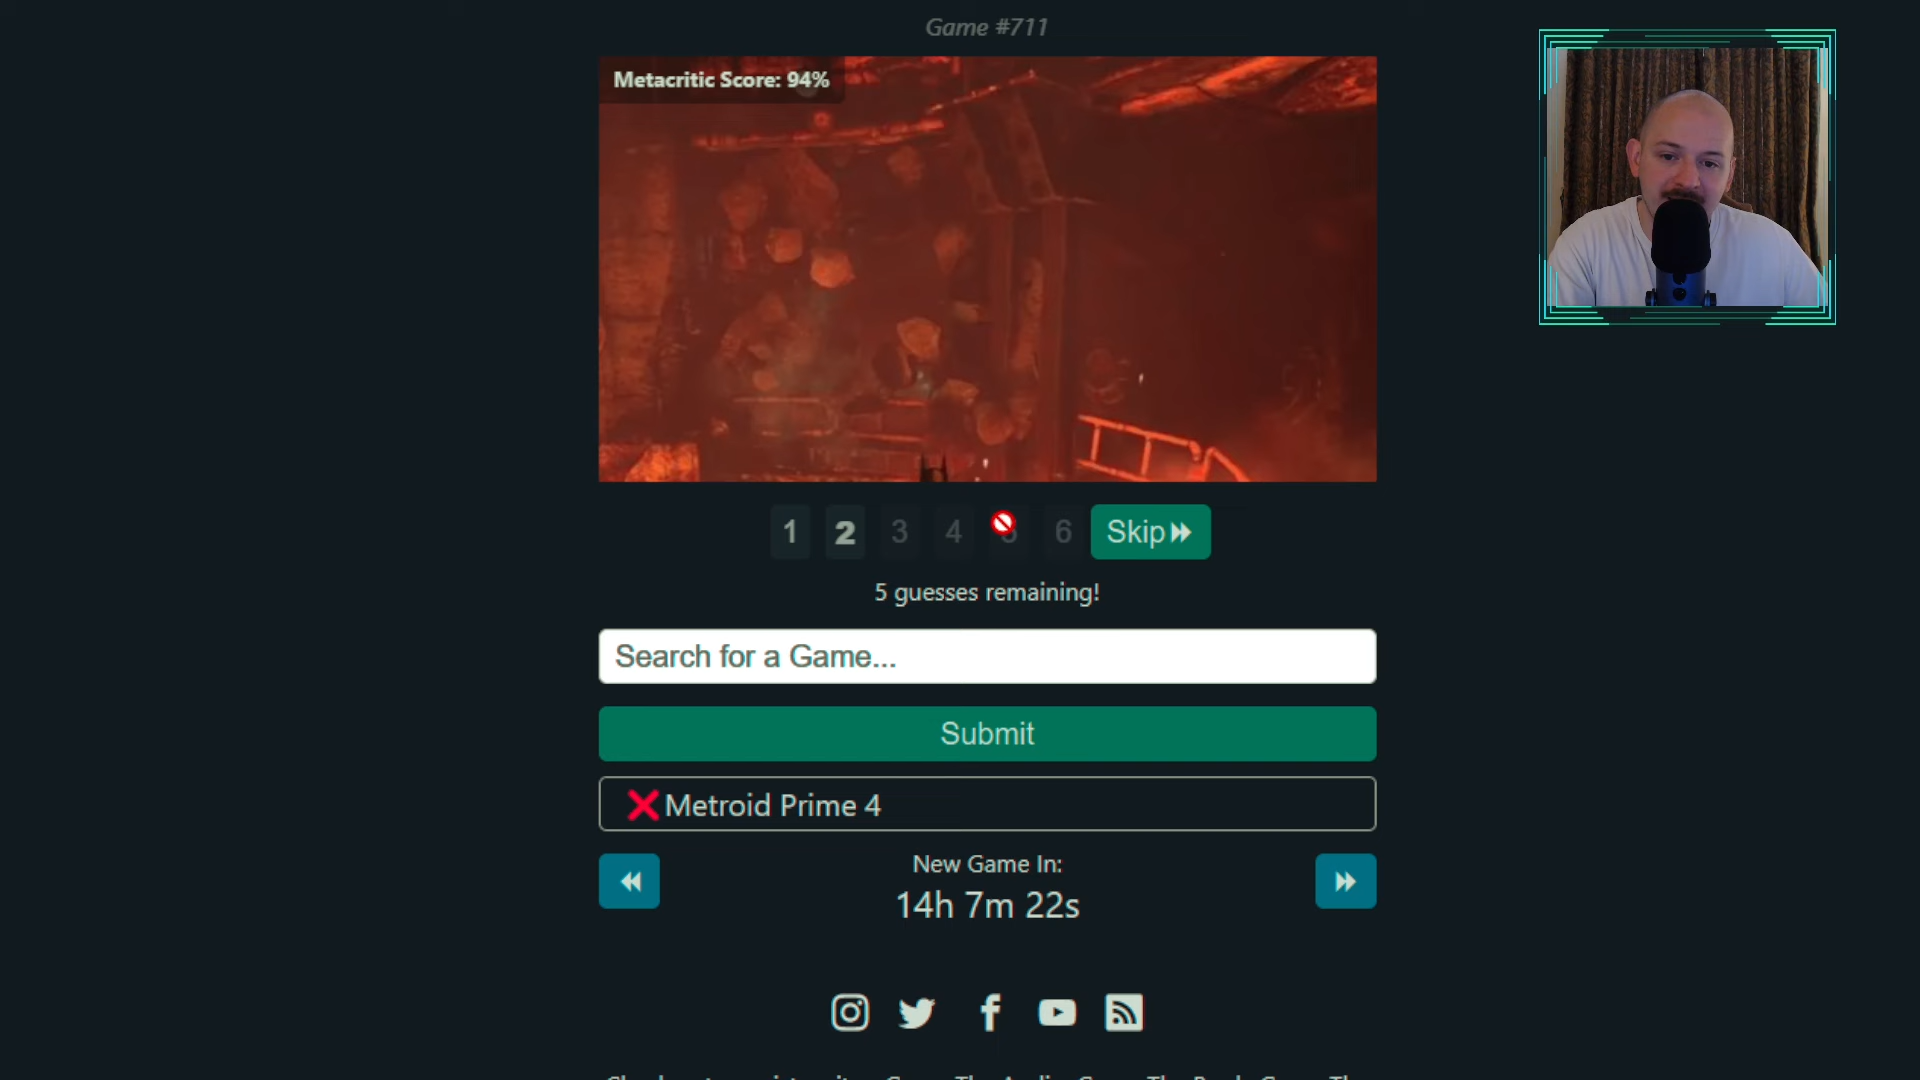 Game #711
Metacritic Score: 94%
1 2 3 4 5 6 Skip
5 guesses remaining!
Search for a Game...
Submit
Metroid Prime 4
New Game In:
14h 7m 22s